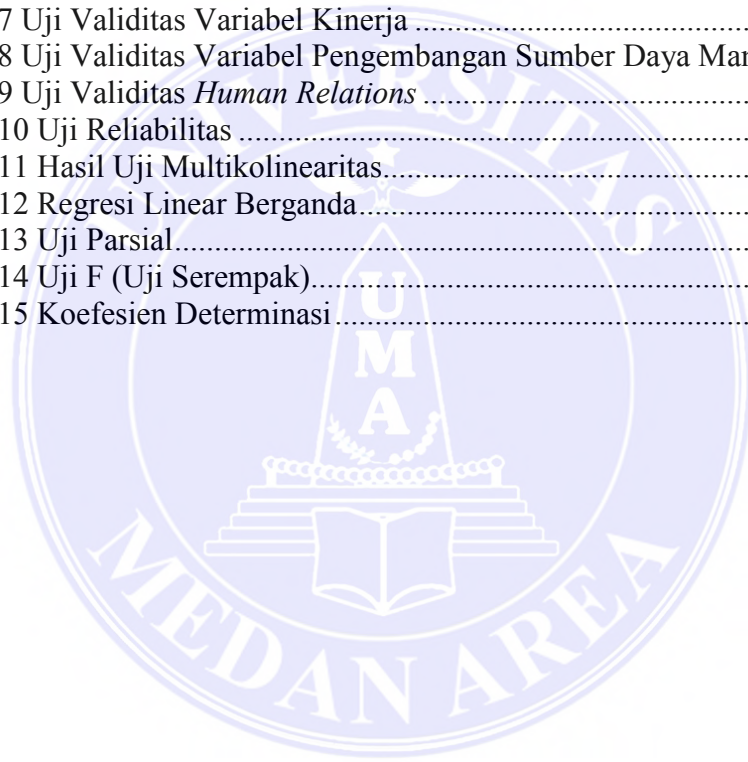 7 Uji Validitas Variabel Kinerja ..............................................
8 Uji Validitas Variabel Pengembangan Sumber Daya
9 Uji Validitas Human Relations .............................................
10 Uji Reliabilitas .....................................................................
11 Hasil Uji Multikolinearitas..................................................
12 Regresi Linear Berganda.....................................................
13 Uji Parsial............................................................................
14 Uji F (Uji Serempak)...........................................................
15 Koefesien Determinasi ........................................................
UNIVERSITAS
UMA
MEDAN AREA